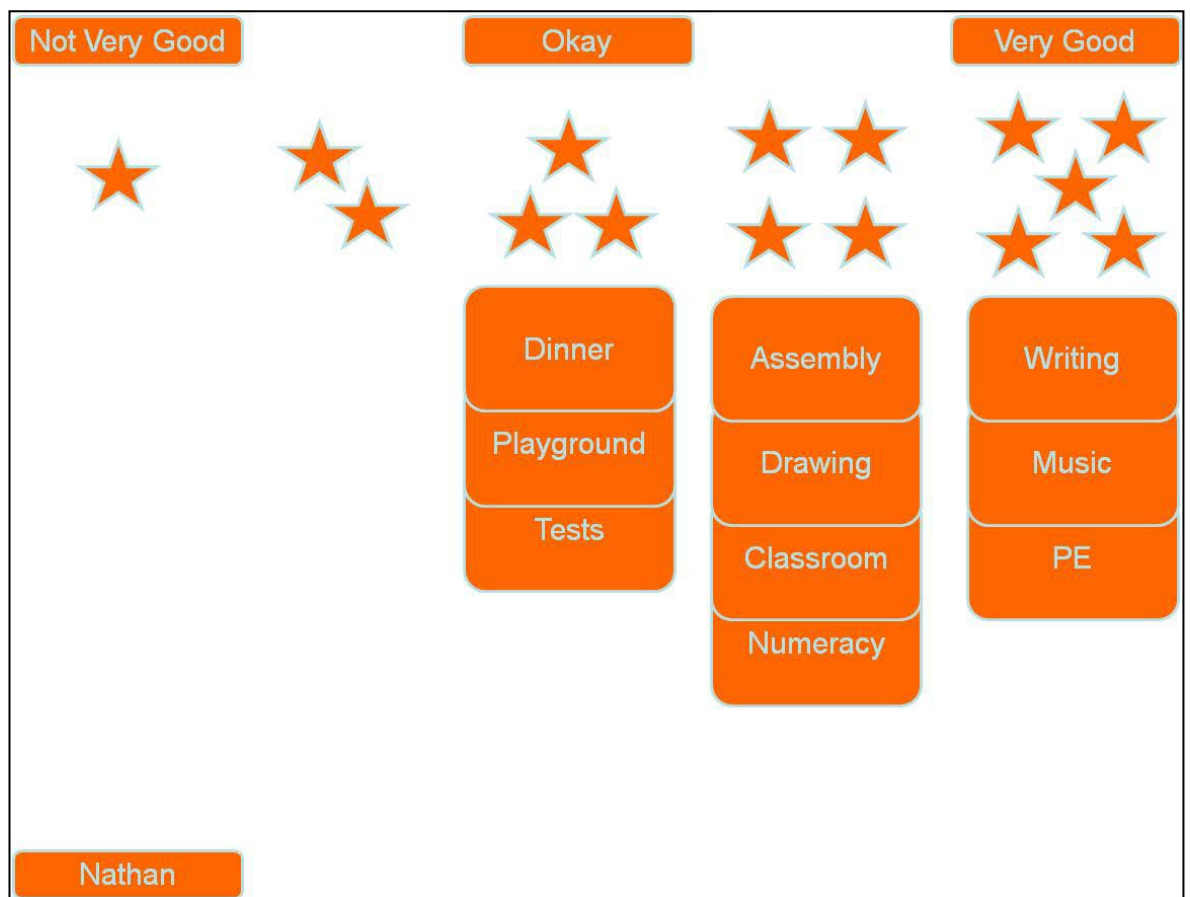 Not Very Good
Okay
Very Good
Dinner
Playground
Tests
Assembly
Drawing
Classroom
Numeracy
Writing
Music
PE
Nathan